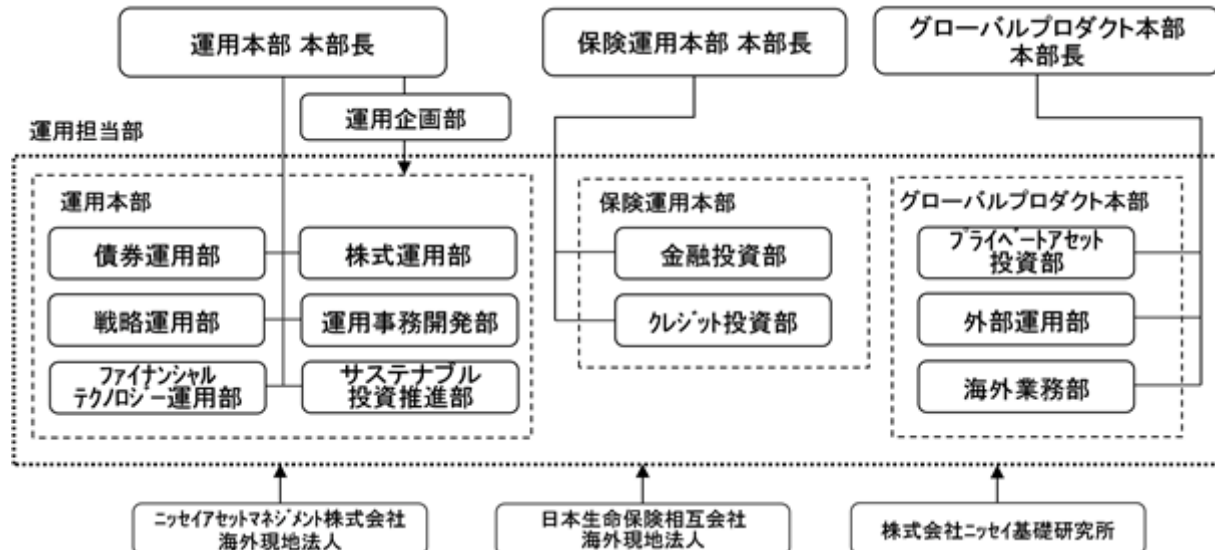 運用本部 本部長
保険運用本部 本部長
グローバルプロダクト本部
本部長
運用企画部
運用担当部
運用本部
債券運用部
株式運用部
戦略運用部
運用事務開発部
ファイナンシャル
テクノロジー運用部
サステナブル
投資推進部
保険運用本部
金融投資部
クレジット投資部
グローバルプロダクト本部
プライベートアセット
投資部
外部運用部
海外業務部
ニッセイアセットマネジメント株式会社
海外現地法人
日本生命保険相互会社
海外現地法人
株式会社ニッセイ基礎研究所